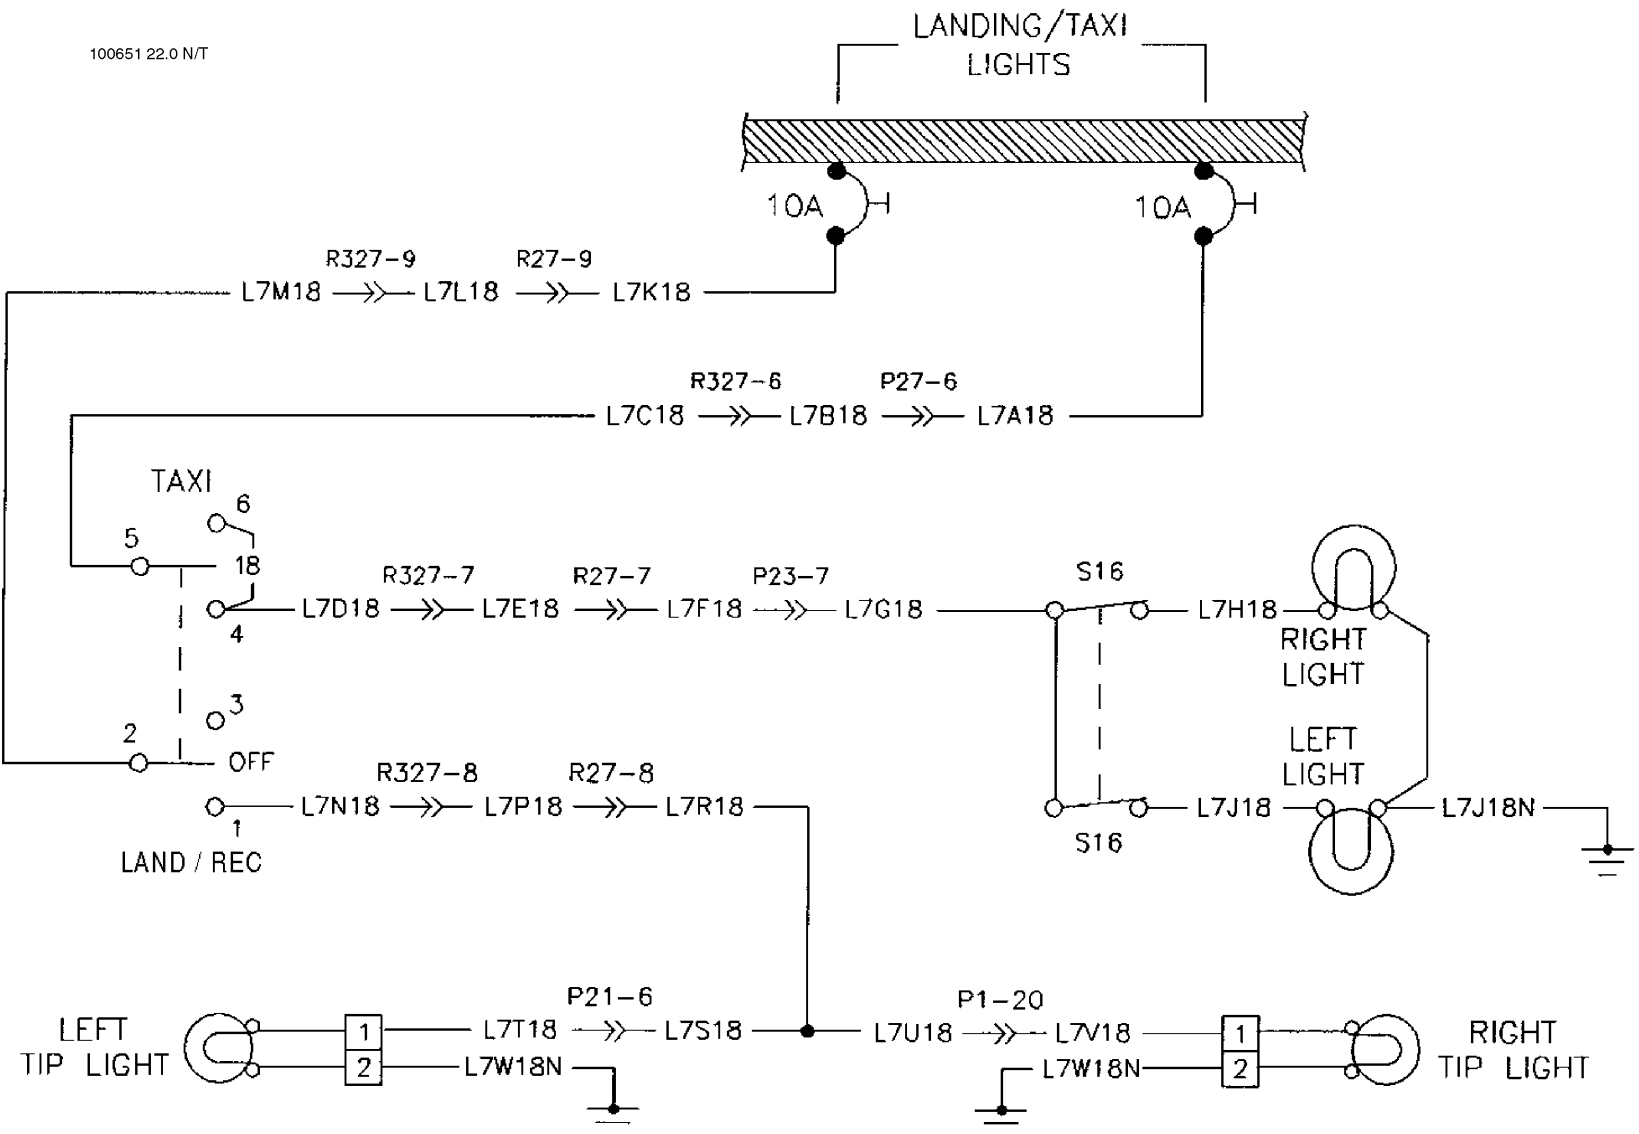 LANDING/TAXI
LIGHTS
100651 22.0 N/T
10A
10A
R327-9
R27-9
L7M18
L7L18
L7K18
R327-6
P27-6
L7C18
L7B18
L7A18
TAXI
6
5
18
R327-7
R27-7
P23-7
S16
L7D18
L7E18
L7F18
L7G18
L7H18
4
RIGHT
LIGHT
3
2
OFF
LEFT
LIGHT
R327-8
R27-8
L7N18
L7P18
L7R18
L7J18
L7J18N
1
S16
LAND / REC
P21-6
P1-20
LEFT
TIP LIGHT
1
L7T18
L7S18
L7U18
L7V18
1
RIGHT
TIP LIGHT
2
L7W18N
L7W18N
2